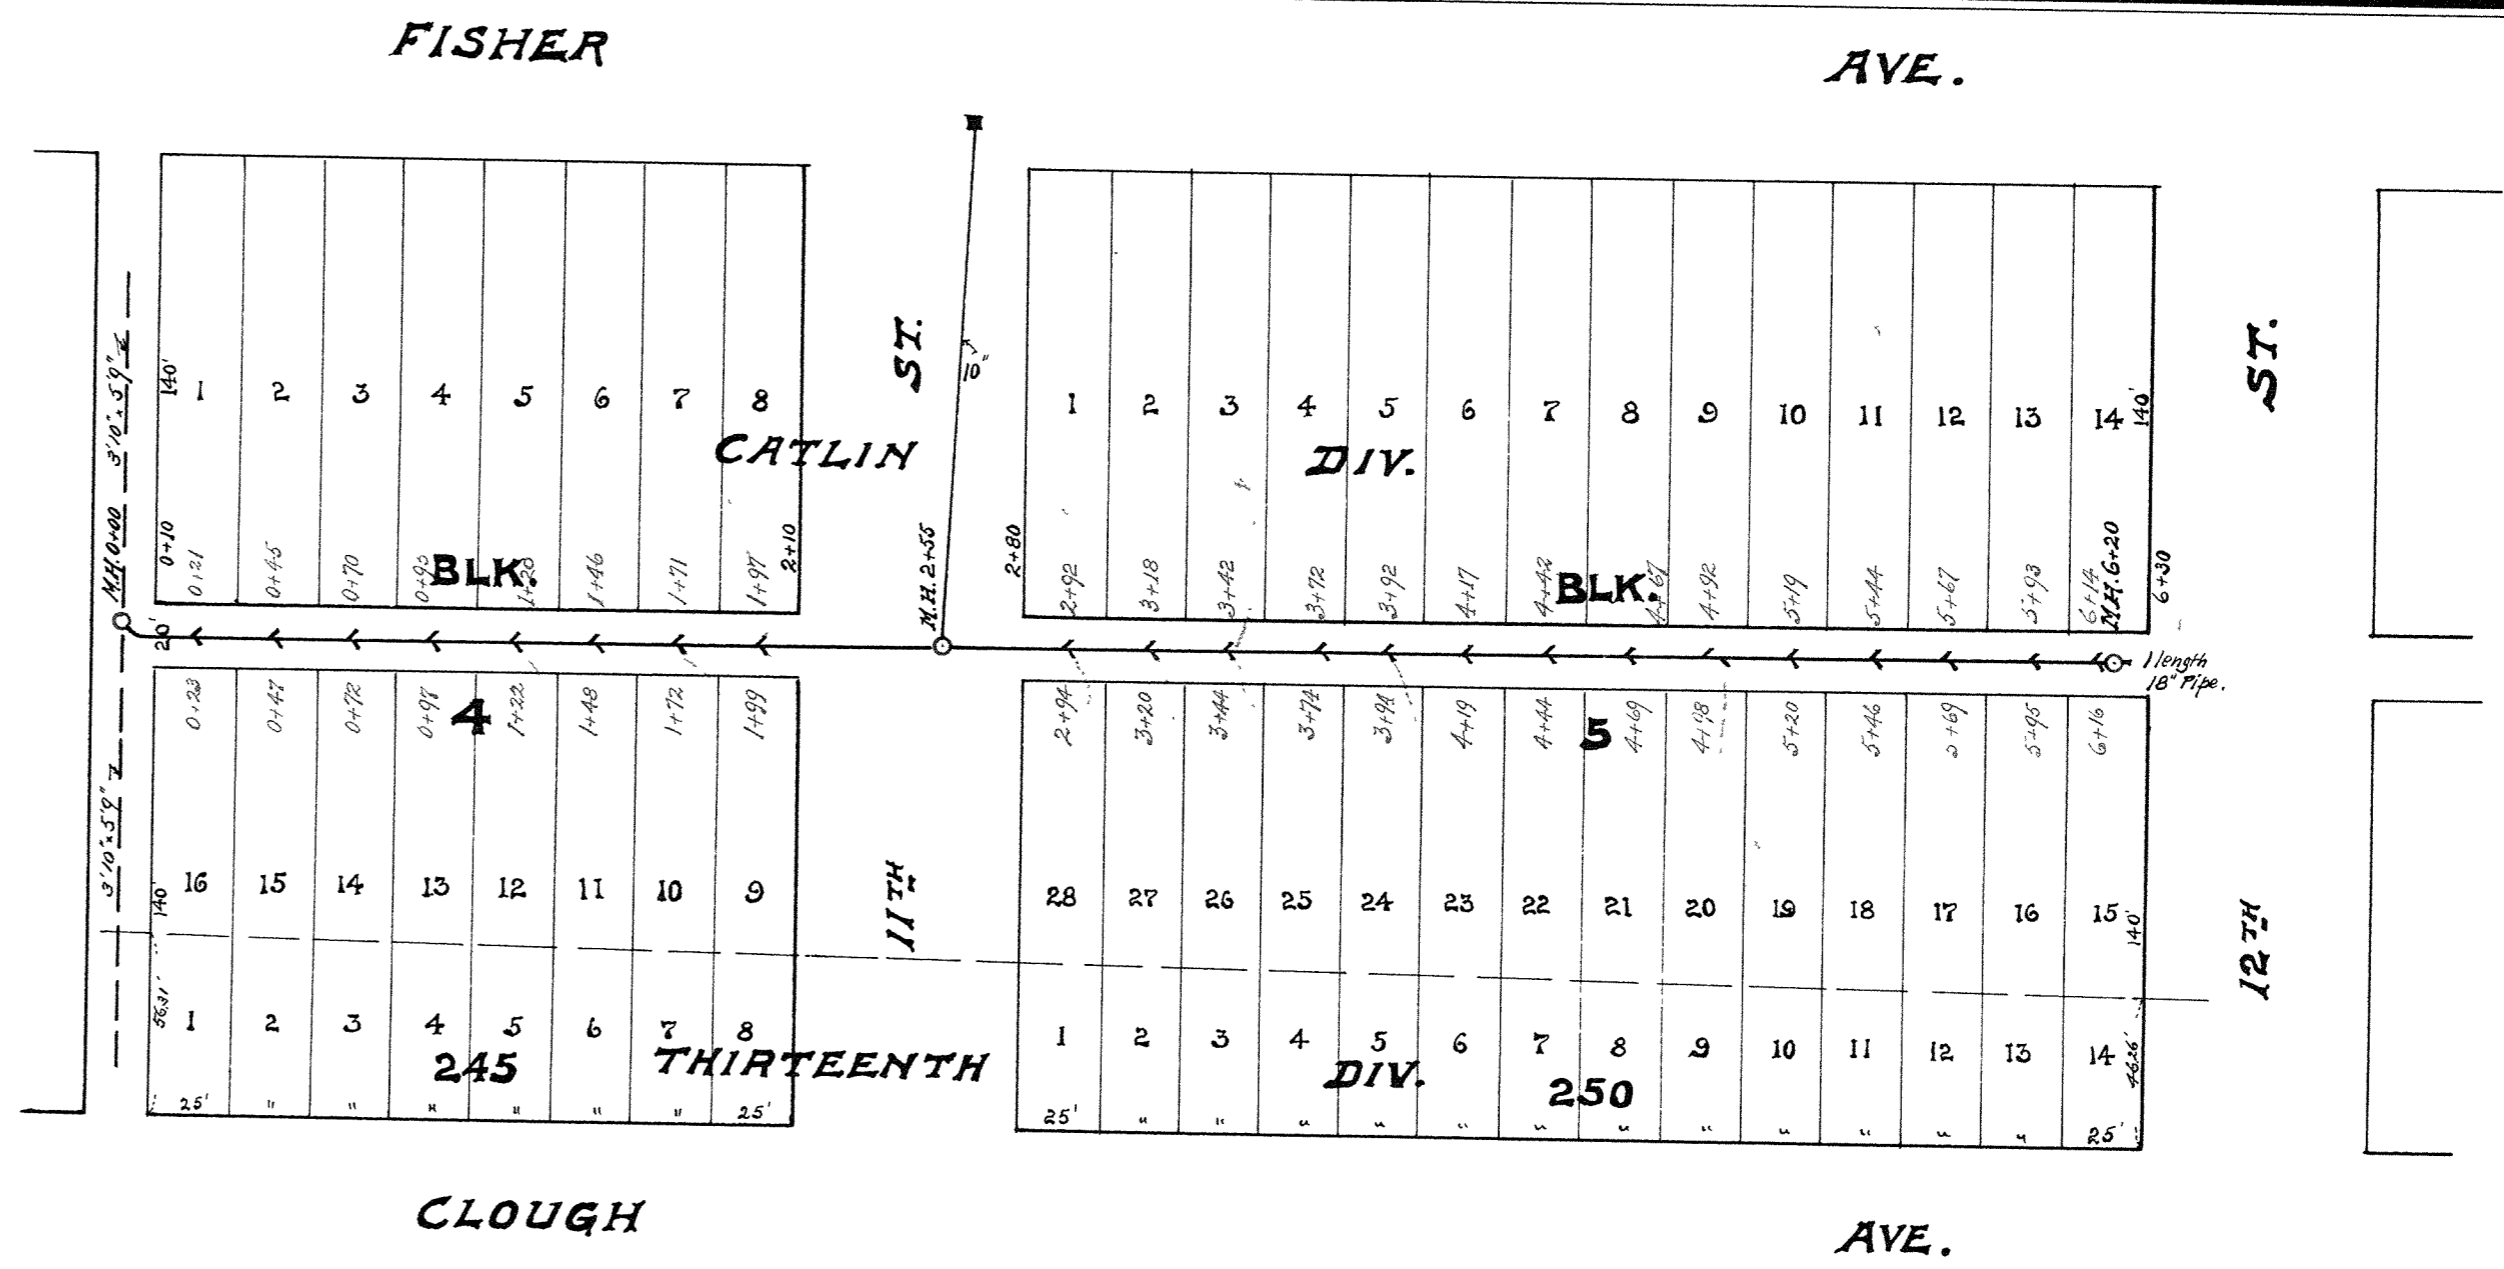 FISHER AVE.
1 2 3 4 5 6 7 8
140'
3'10"x5'9"
M.H. 0+00
0+10
0+21 0+45 0+70 0+95 1+20 1+46 1+71 1+97
2+10
CATLIN DIV.
ST.
10"
M.H. 2+55
2+80
1 2 3 4 5 6 7 8 9 10 11 12 13 14
140'
2+92 3+18 3+42 3+72 3+92 4+17 4+42 4+67 4+92 5+19 5+44 5+67 5+93 6+14
M.H. 6+20
6+30
ST.
BLK. BLK.
20'
1 length
18" Pipe.
4 5
0+23 0+47 0+72 0+97 1+22 1+48 1+72 1+99
2+94 3+20 3+44 3+74 3+94 4+19 4+44 4+69 4+98 5+20 5+46 5+69 5+95 6+16
3'10"x5'9"
16 15 14 13 12 11 10 9
140'
11TH
28 27 26 25 24 23 22 21 20 19 18 17 16 15
140'
12TH
56.31'
1 2 3 4 5 6 7 8
1 2 3 4 5 6 7 8 9 10 11 12 13 14
46.26'
245 THIRTEENTH DIV. 250
25' " " " " " " 25'
25' " " " " " " " " " " " " 25'
CLOUGH AVE.